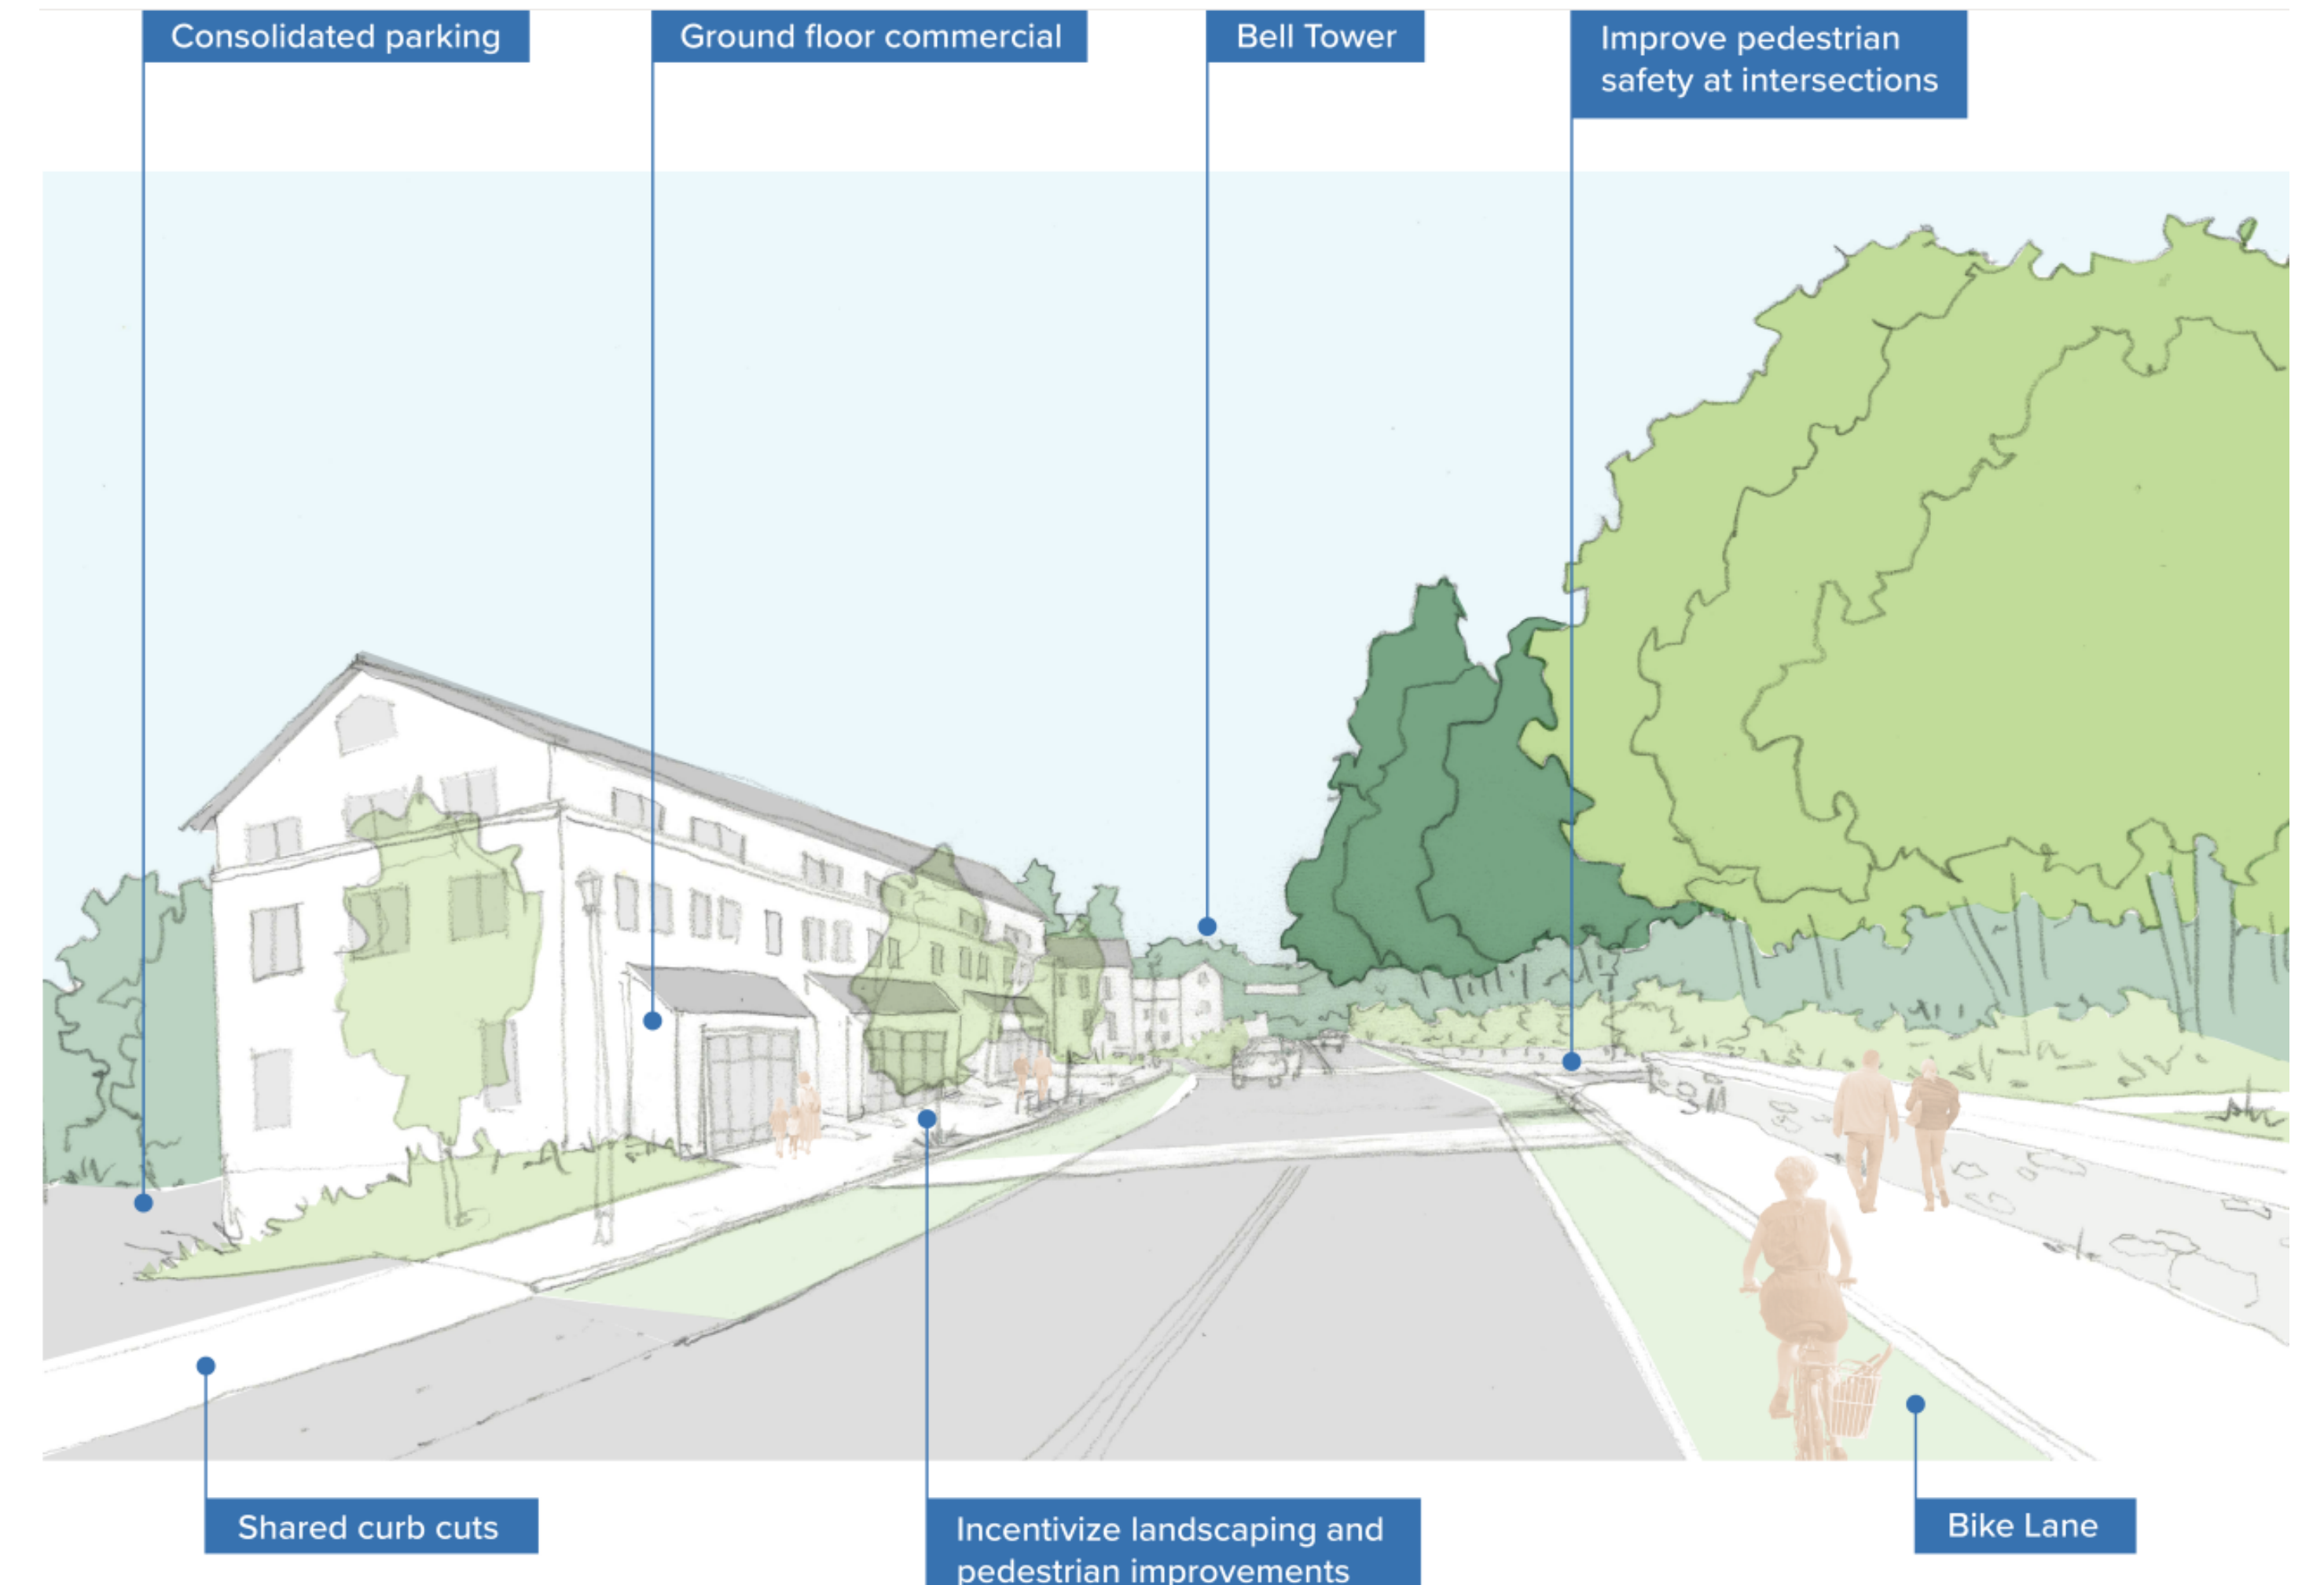 Consolidated parking
Ground floor commercial
Bell Tower
Improve pedestrian
safety at intersections
Shared curb cuts
Incentivize landscaping and
pedestrian improvements
Bike Lane